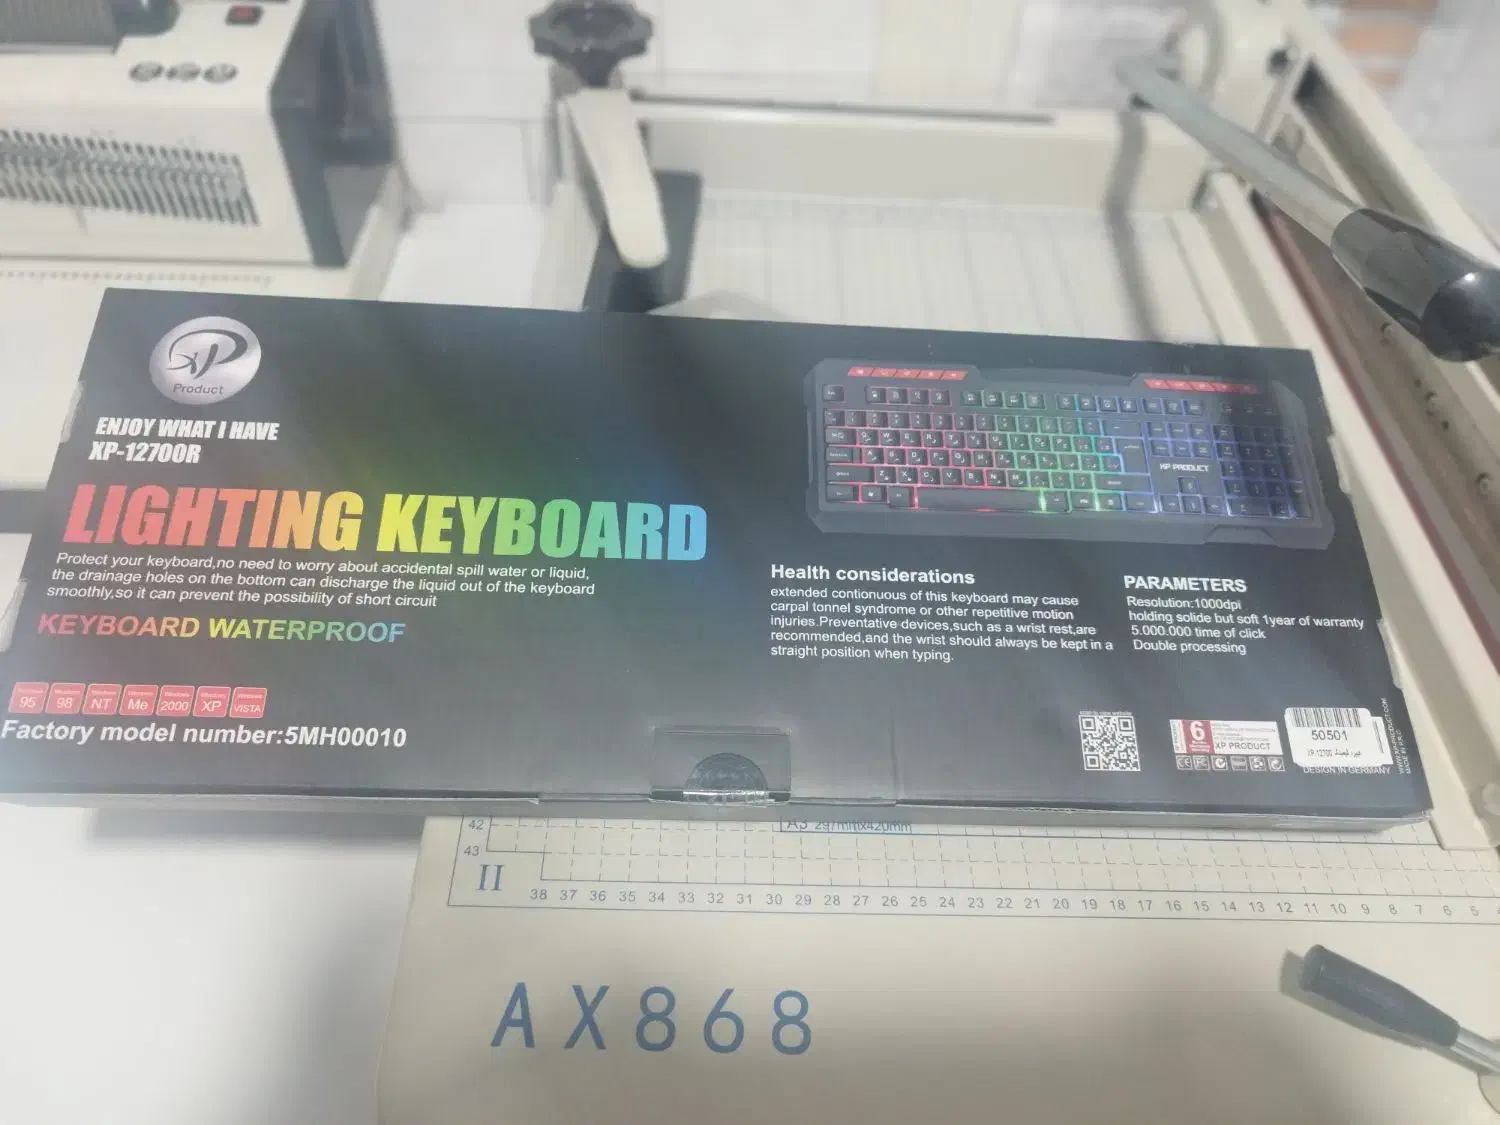 XP
Product
ENJOY WHAT I HAVE
XP-12700R
LIGHTING KEYBOARD
Protect your keyboard,no need to worry about accidental spill water or liquid,
the drainage holes on the bottom can discharge the liquid out of the keyboard
smoothly,so it can prevent the possibility of short circuit
KEYBOARD WATERPROOF
95 98 NT Me 2000 XP VISTA
Factory model number:5MH00010
XP PRODUCT
Health considerations
extended contionuous of this keyboard may cause
carpal tonnel syndrome or other repetitive motion
injuries.Preventative devices,such as a wrist rest,are
recommended,and the wrist should always be kept in a
straight position when typing.
PARAMETERS
Resolution:1000dpi
holding solide but soft 1year of warranty
5.000.000 time of click
Double processing
6
XP PRODUCT
50501
XP-12700
DESIGN IN GERMANY
A3 297mmx420mm
42
43
II
38 37 36 35 34 33 32 31 30 29 28 27 26 25 24 23 22 21 20 19 18 17 16 15 14 13 12 11 10 9 8 7 6 5
AX868